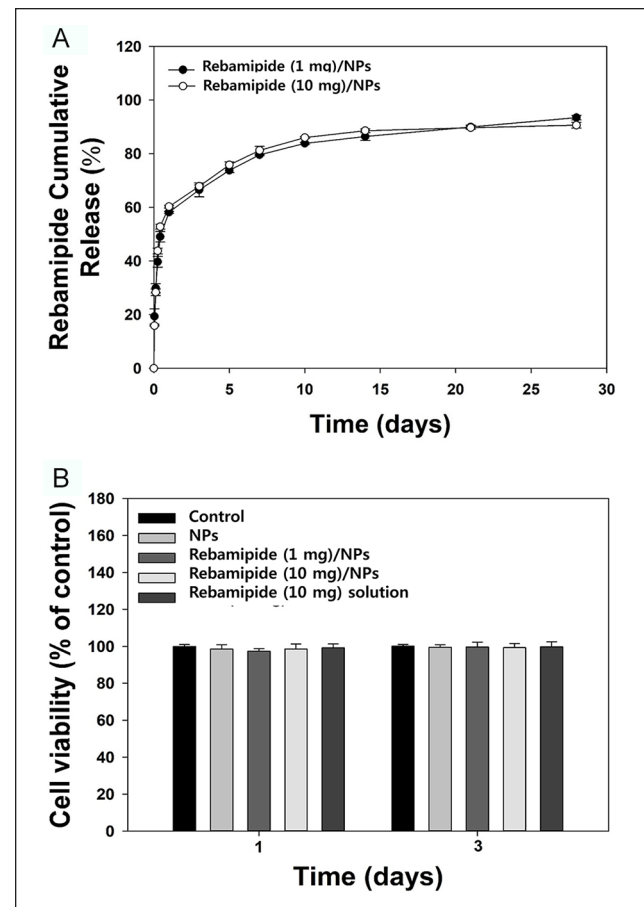 A
Rebamipide Cumulative
Release (%)
120
100
80
60
40
20
0
Rebamipide (1 mg)/NPs
Rebamipide (10 mg)/NPs
0 5 10 15 20 25 30
Time (days)
B
Cell viability (% of control)
180
160
140
120
100
80
60
40
20
0
Control
NPs
Rebamipide (1 mg)/NPs
Rebamipide (10 mg)/NPs
Rebamipide (10 mg) solution
1 3
Time (days)